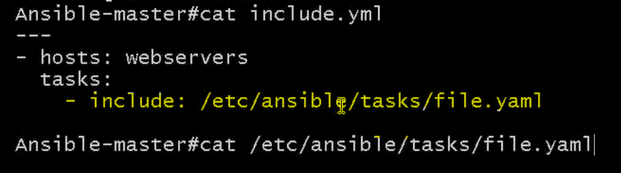 Ansible-master#cat include.yml
---
- hosts: webservers
  tasks:
    - include: /etc/ansible/tasks/file.yaml
Ansible-master#cat /etc/ansible/tasks/file.yaml